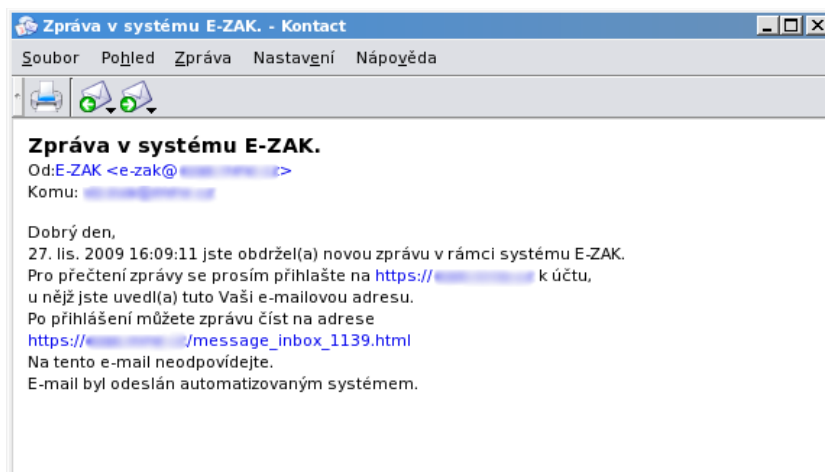 Zpráva v systému E-ZAK. - Kontact
Soubor Pohled Zpráva Nastavení Nápověda
Zpráva v systému E-ZAK.
Od:E-ZAK <e-zak@ >
Komu:
Dobrý den,
27. lis. 2009 16:09:11 jste obdržel(a) novou zprávu v rámci systému E-ZAK.
Pro přečtení zprávy se prosím přihlašte na https:// k účtu,
u nějž jste uvedl(a) tuto Vaši e-mailovou adresu.
Po přihlášení můžete zprávu číst na adrese
https:// /message_inbox_1139.html
Na tento e-mail neodpovídejte.
E-mail byl odeslán automatizovaným systémem.